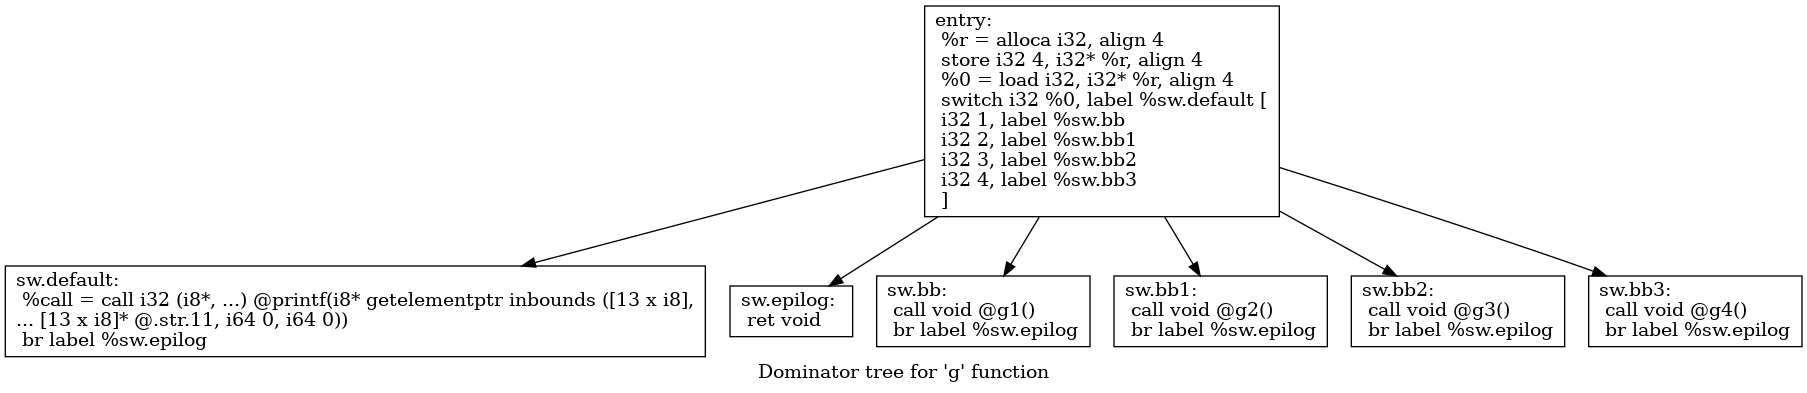 entry:
%r = alloca i32, align 4
store i32 4, i32* %r, align 4
%0 = load i32, i32* %r, align 4
switch i32 %0, label %sw.default [
i32 1, label %sw.bb
i32 2, label %sw.bb1
i32 3, label %sw.bb2
i32 4, label %sw.bb3
]
sw.default:
%call = call i32 (i8*, ...) @printf(i8* getelementptr inbounds ([13 x i8],
... [13 x i8]* @.str.11, i64 0, i64 0))
br label %sw.epilog
sw.epilog:
ret void
sw.bb:
call void @g1()
br label %sw.epilog
sw.bb1:
call void @g2()
br label %sw.epilog
sw.bb2:
call void @g3()
br label %sw.epilog
sw.bb3:
call void @g4()
br label %sw.epilog
Dominator tree for 'g' function